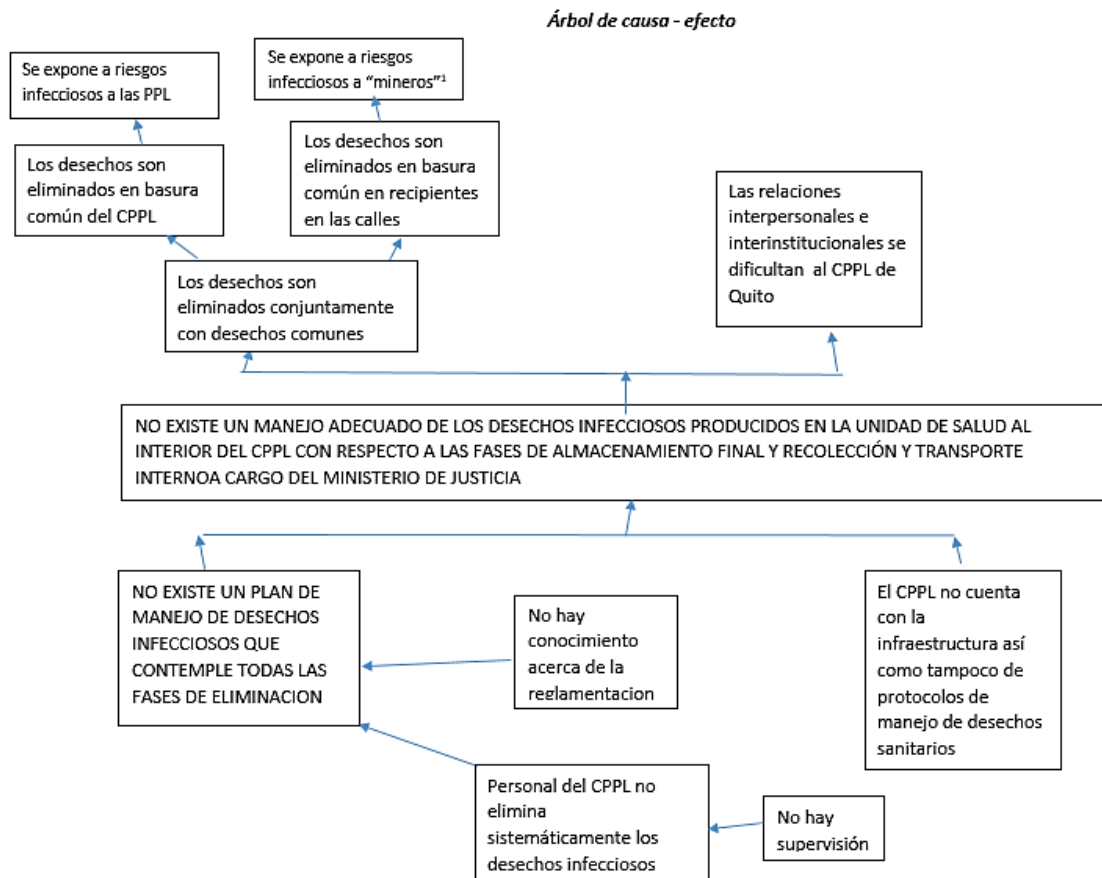 Árbol de causa - efecto
Se expone a riesgos
infecciosos a las PPL
Se expone a riesgos
infecciosos a “mineros”¹
Los desechos son
eliminados en basura
común del CPPL
Los desechos son
eliminados en basura
común en recipientes
en las calles
Las relaciones
interpersonales e
interinstitucionales se
dificultan al CPPL de
Quito
Los desechos son
eliminados conjuntamente
con desechos comunes
NO EXISTE UN MANEJO ADECUADO DE LOS DESECHOS INFECCIOSOS PRODUCIDOS EN LA UNIDAD DE SALUD AL
INTERIOR DEL CPPL CON RESPECTO A LAS FASES DE ALMACENAMIENTO FINAL Y RECOLECCIÓN Y TRANSPORTE
INTERNOA CARGO DEL MINISTERIO DE JUSTICIA
NO EXISTE UN PLAN DE
MANEJO DE DESECHOS
INFECCIOSOS QUE
CONTEMPLE TODAS LAS
FASES DE ELIMINACION
No hay
conocimiento
acerca de la
reglamentacion
El CPPL no cuenta
con la
infraestructura así
como tampoco de
protocolos de
manejo de desechos
sanitarios
Personal del CPPL no
elimina
sistemáticamente los
desechos infecciosos
No hay
supervisión